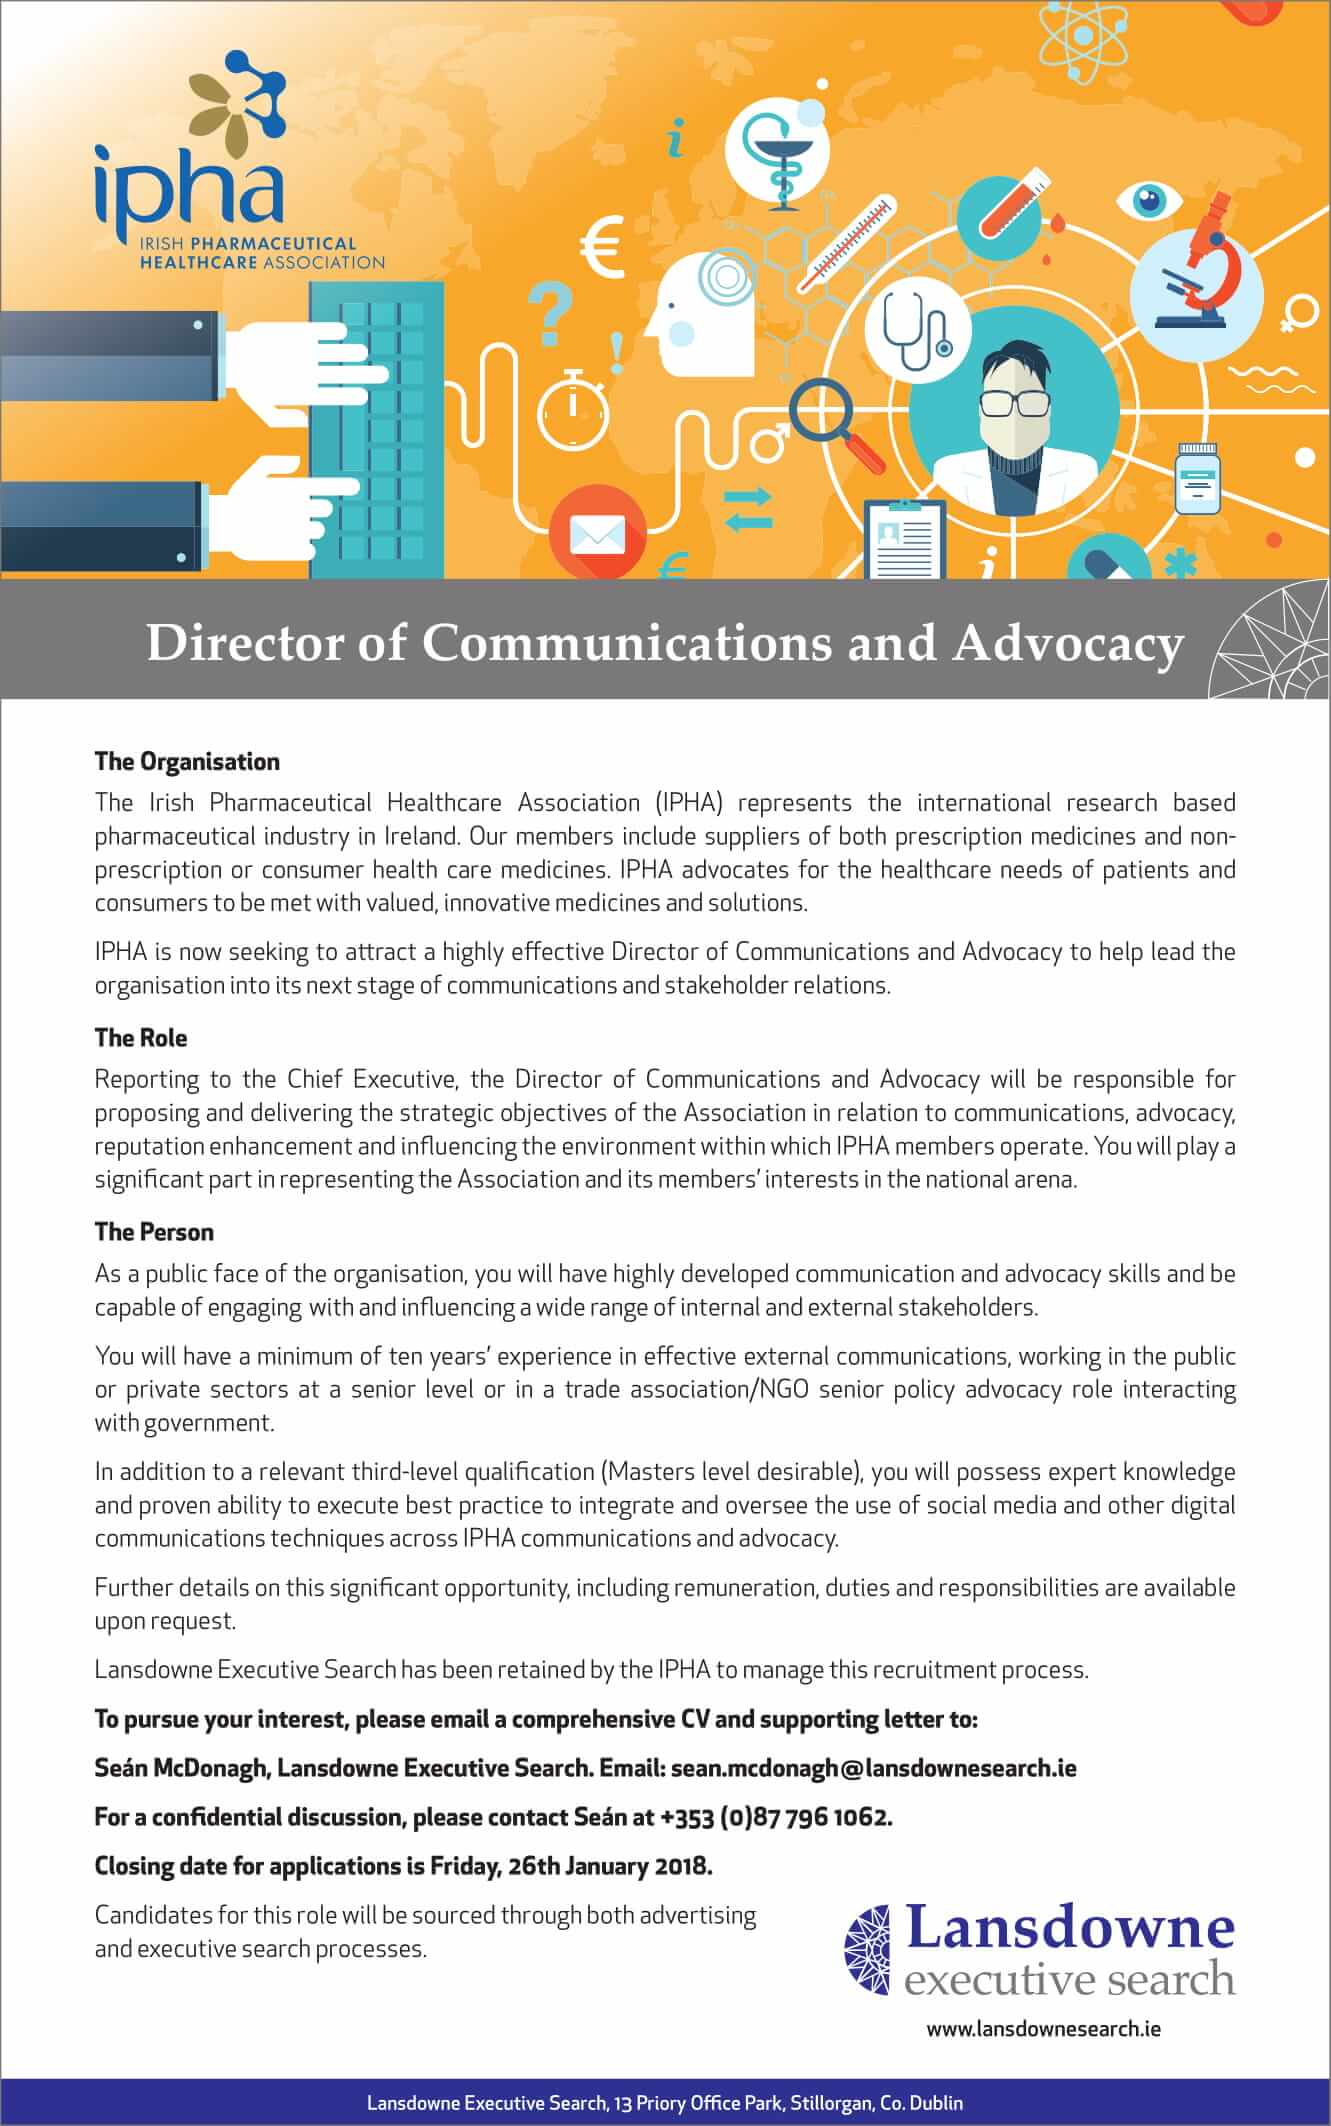 ipha
IRISH PHARMACEUTICAL
HEALTHCARE ASSOCIATION
i
€
?
!
€
i
Director of Communications and Advocacy
The Organisation
The Irish Pharmaceutical Healthcare Association (IPHA) represents the international research based
pharmaceutical industry in Ireland. Our members include suppliers of both prescription medicines and non-
prescription or consumer health care medicines. IPHA advocates for the healthcare needs of patients and
consumers to be met with valued, innovative medicines and solutions.
IPHA is now seeking to attract a highly effective Director of Communications and Advocacy to help lead the
organisation into its next stage of communications and stakeholder relations.
The Role
Reporting to the Chief Executive, the Director of Communications and Advocacy will be responsible for
proposing and delivering the strategic objectives of the Association in relation to communications, advocacy,
reputation enhancement and influencing the environment within which IPHA members operate. You will play a
significant part in representing the Association and its members' interests in the national arena.
The Person
As a public face of the organisation, you will have highly developed communication and advocacy skills and be
capable of engaging with and influencing a wide range of internal and external stakeholders.
You will have a minimum of ten years' experience in effective external communications, working in the public
or private sectors at a senior level or in a trade association/NGO senior policy advocacy role interacting
with government.
In addition to a relevant third-level qualification (Masters level desirable), you will possess expert knowledge
and proven ability to execute best practice to integrate and oversee the use of social media and other digital
communications techniques across IPHA communications and advocacy.
Further details on this significant opportunity, including remuneration, duties and responsibilities are available
upon request.
Lansdowne Executive Search has been retained by the IPHA to manage this recruitment process.
To pursue your interest, please email a comprehensive CV and supporting letter to:
Seán McDonagh, Lansdowne Executive Search. Email: sean.mcdonagh@lansdownesearch.ie
For a confidential discussion, please contact Seán at +353 (0)87 796 1062.
Closing date for applications is Friday, 26th January 2018.
Candidates for this role will be sourced through both advertising
and executive search processes.
Lansdowne
executive search
www.lansdownesearch.ie
Lansdowne Executive Search, 13 Priory Office Park, Stillorgan, Co. Dublin